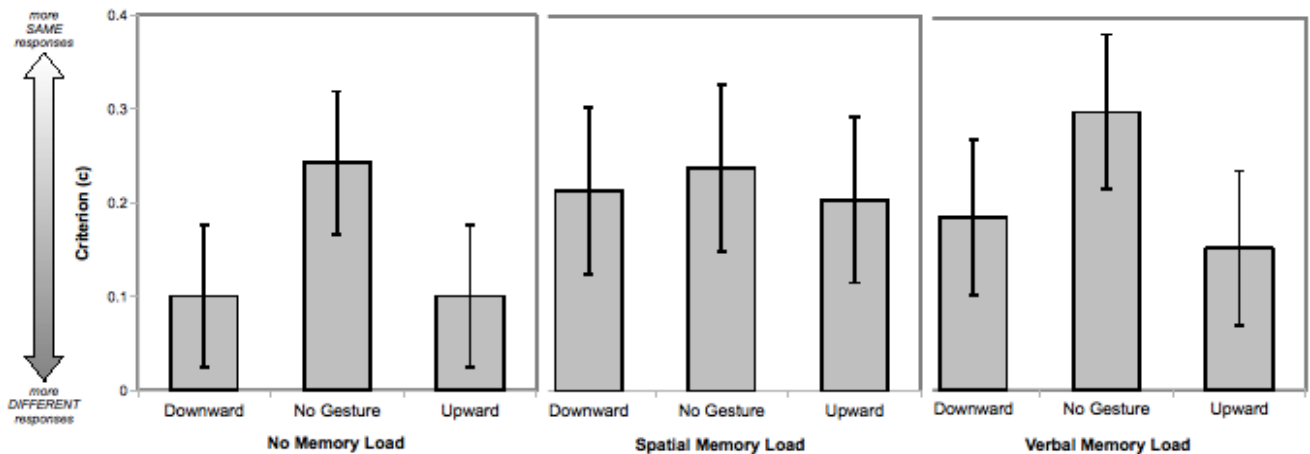 more
SAME
responses
more
DIFFERENT
responses
Criterion (c)
0.4
0.3
0.2
0.1
0
Downward No Gesture Upward
No Memory Load
Downward No Gesture Upward
Spatial Memory Load
Downward No Gesture Upward
Verbal Memory Load